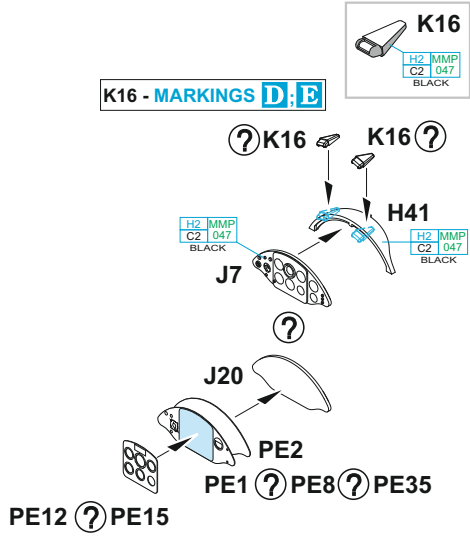 K16
H2 MMP
C2 047
BLACK
K16 - MARKINGS D ; E
? K16
K16 ?
H41
H2 MMP
C2 047
BLACK
H2 MMP
C2 047
BLACK
J7
?
J20
PE2
PE1 ? PE8 ? PE35
PE12 ? PE15